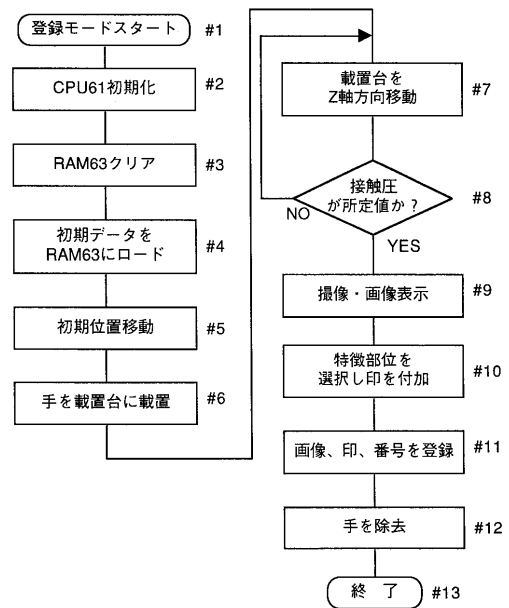 登録モードスタート #1
CPU61初期化 #2
RAM63クリア #3
初期データを
RAM63にロード #4
初期位置移動 #5
手を載置台に載置 #6
載置台を
Z軸方向移動 #7
接触圧
が所定値か？ #8
NO
YES
撮像・画像表示 #9
特徴部位を
選択し印を付加 #10
画像、印、番号を登録 #11
手を除去 #12
終了 #13